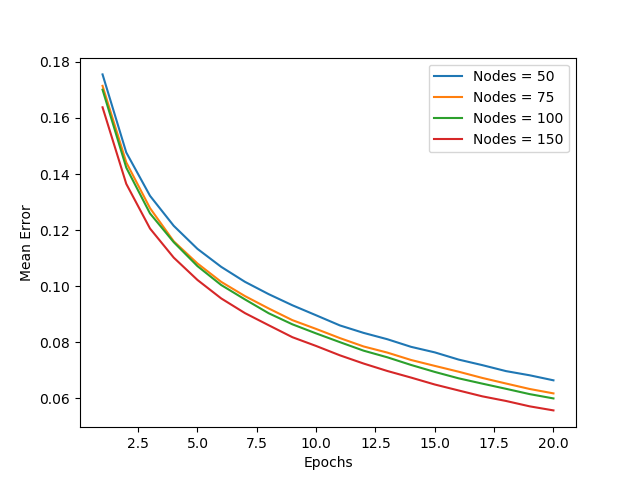 0.18
0.16
0.14
0.12
0.10
0.08
0.06
Mean Error
Nodes = 50
Nodes = 75
Nodes = 100
Nodes = 150
2.5 5.0 7.5 10.0 12.5 15.0 17.5 20.0
Epochs